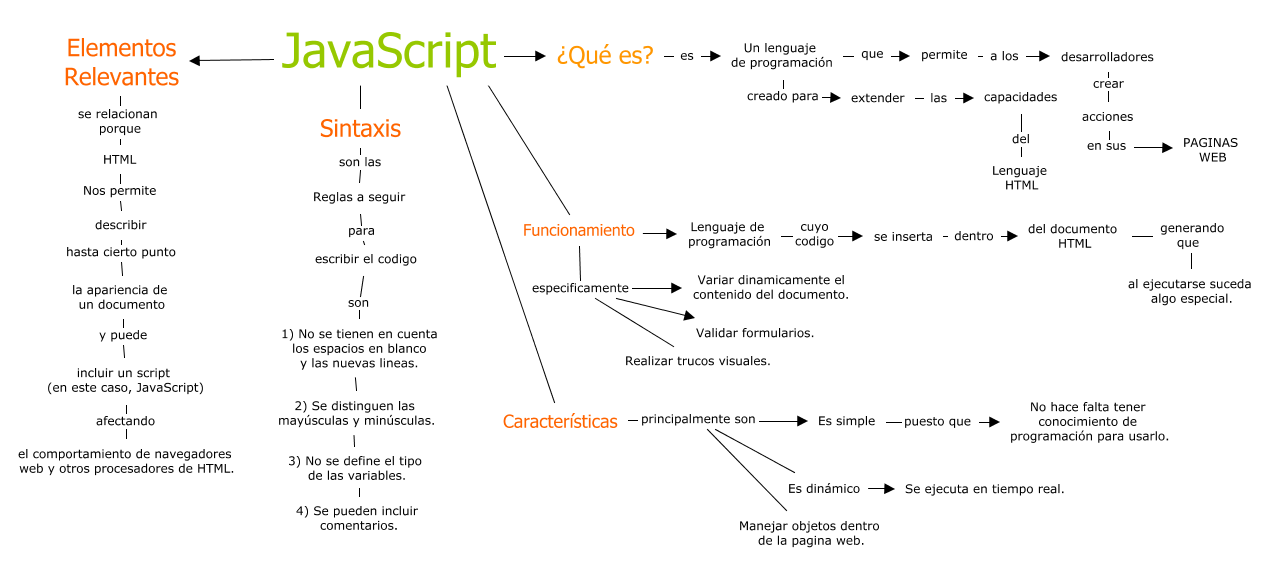 JavaScript
Elementos
Relevantes
se relacionan
porque
HTML
Nos permite
describir
hasta cierto punto
la apariencia de
un documento
y puede
incluir un script
(en este caso, JavaScript)
afectando
el comportamiento de navegadores
web y otros procesadores de HTML.
Sintaxis
son las
Reglas a seguir
para
escribir el codigo
son
1) No se tienen en cuenta
los espacios en blanco
y las nuevas lineas.
2) Se distinguen las
mayúsculas y minúsculas.
3) No se define el tipo
de las variables.
4) Se pueden incluir
comentarios.
¿Qué es?
es
Un lenguaje
de programación
que
permite
a los
desarrolladores
crear
acciones
en sus
PAGINAS
WEB
creado para
extender
las
capacidades
del
Lenguaje
HTML
Funcionamiento
Lenguaje de
programación
cuyo
codigo
se inserta
dentro
del documento
HTML
generando
que
al ejecutarse suceda
algo especial.
especificamente
Variar dinamicamente el
contenido del documento.
Validar formularios.
Realizar trucos visuales.
Características
principalmente son
Es simple
puesto que
No hace falta tener
conocimiento de
programación para usarlo.
Es dinámico
Se ejecuta en tiempo real.
Manejar objetos dentro
de la pagina web.